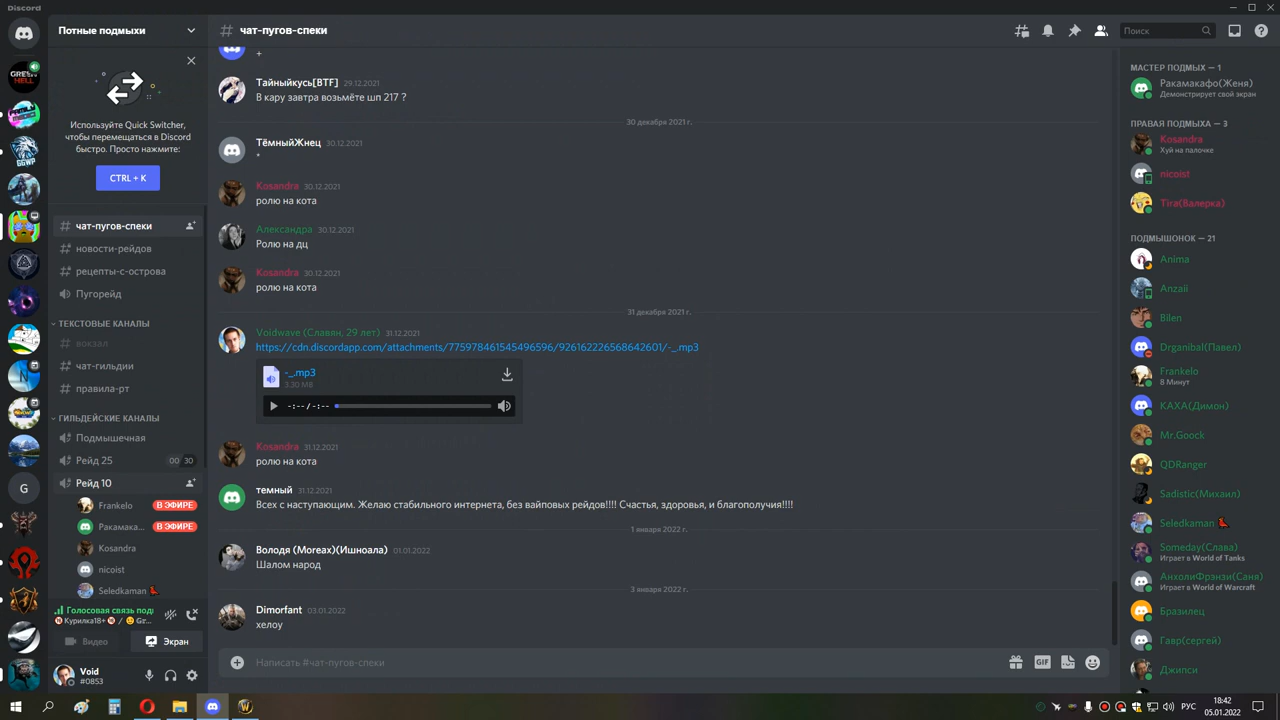 Discord
Потные подмыхи
Используйте Quick Switcher,
чтобы перемещаться в Discord
быстро. Просто нажмите:
CTRL + K
чат-пугов-спеки
новости-рейдов
рецепты-с-острова
Пугорейд
ТЕКСТОВЫЕ КАНАЛЫ
вокзал
чат-гильдии
правила-рт
ГИЛЬДЕЙСКИЕ КАНАЛЫ
Подмышечная
Рейд 25
00 30
Рейд 10
Frankelo
В ЭФИРЕ
Ракамака...
В ЭФИРЕ
Kosandra
nicoist
Seledkaman
Голосовая связь под
Курилка18+
Видео
Экран
Void
#0853
чат-пугов-спеки
Поиск
+
Тайныйкусь[BTF] 29.12.2021
В кару завтра возьмёте шп 217 ?
30 декабря 2021 г.
ТёмныйЖнец 30.12.2021
*
Kosandra 30.12.2021
ролю на кота
Александра 30.12.2021
Ролю на дц
Kosandra 30.12.2021
ролю на кота
31 декабря 2021 г.
Voidwave (Славян, 29 лет) 31.12.2021
https://cdn.discordapp.com/attachments/775978461545496596/926162226568642601/-_.mp3
-_.mp3
3.30 MB
-:--/-:--
Kosandra 31.12.2021
ролю на кота
темный 31.12.2021
Всех с наступающим. Желаю стабильного интернета, без вайповых рейдов!!!! Счастья, здоровья, и благополучия!!!!
1 января 2022 г.
Володя (Moreax)(Ишноала) 01.01.2022
Шалом народ
3 января 2022 г.
Dimorfant 03.01.2022
хелоу
Написать #чат-пугов-спеки
GIF
МАСТЕР ПОДМЫХ — 1
Ракамакафо(Женя)
Демонстрирует свой экран
ПРАВАЯ ПОДМЫХА — 3
Kosandra
Хуй на палочке
nicoist
Tira(Валерка)
ПОДМЫШОНОК — 21
Anima
Anzaii
Bilen
Drganibal(Павел)
Frankelo
8 Минут
KAXA(Димон)
Mr.Goock
QDRanger
Sadistic(Михаил)
Seledkaman
Someday(Слава)
Играет в World of Tanks
АнхолиФрэнзи(Саня)
Играет в World of Warcraft
Бразилец
Гавр(сергей)
Джипси
G
РУС
18:42
05.01.2022